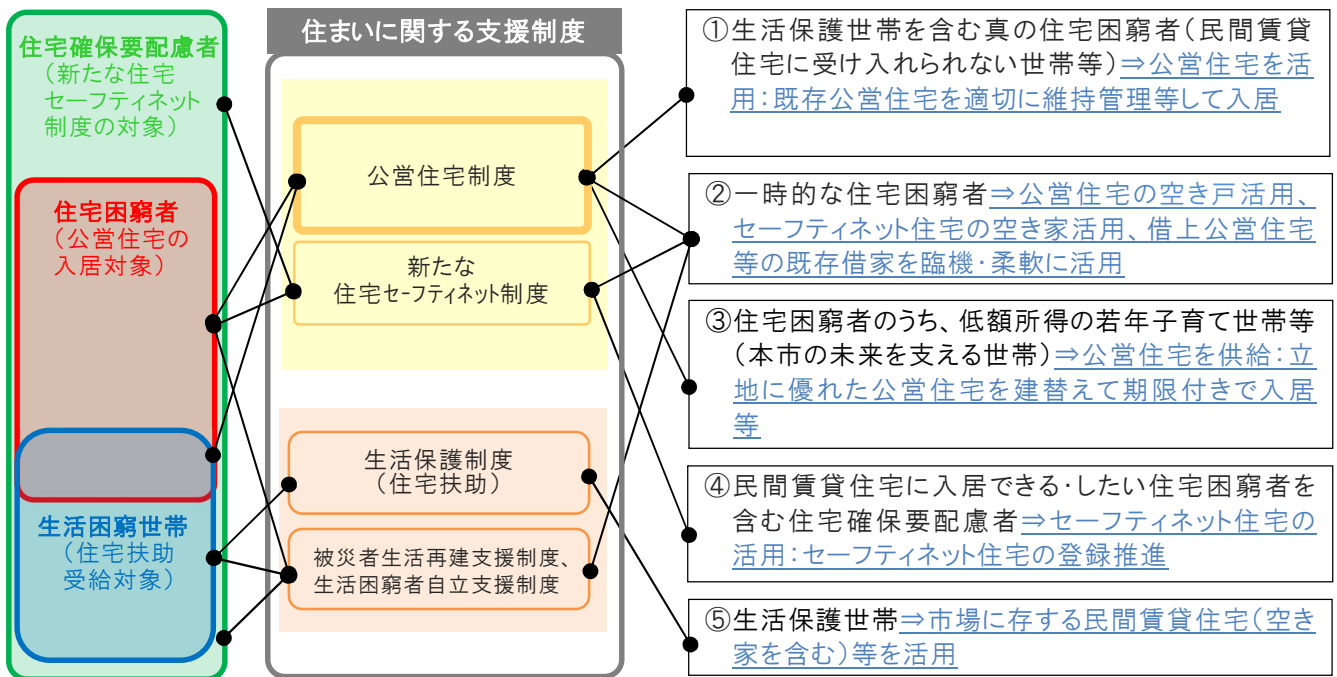 住宅確保要配慮者
（新たな住宅
セーフティネット
制度の対象）
住宅困窮者
（公営住宅の
入居対象）
生活困窮世帯
（住宅扶助
受給対象）
住まいに関する支援制度
公営住宅制度
新たな
住宅セーフティネット制度
生活保護制度
（住宅扶助）
被災者生活再建支援制度、
生活困窮者自立支援制度
①生活保護世帯を含む真の住宅困窮者（民間賃貸
住宅に受け入れられない世帯等）⇒公営住宅を活
用：既存公営住宅を適切に維持管理等して入居
②一時的な住宅困窮者⇒公営住宅の空き戸活用、
セーフティネット住宅の空き家活用、借上公営住宅
等の既存借家を臨機・柔軟に活用
③住宅困窮者のうち、低額所得の若年子育て世帯等
（本市の未来を支える世帯）⇒公営住宅を供給：立
地に優れた公営住宅を建替えて期限付きで入居
等
④民間賃貸住宅に入居できる・したい住宅困窮者を
含む住宅確保要配慮者⇒セーフティネット住宅の
活用：セーフティネット住宅の登録推進
⑤生活保護世帯⇒市場に存する民間賃貸住宅（空き
家を含む）等を活用